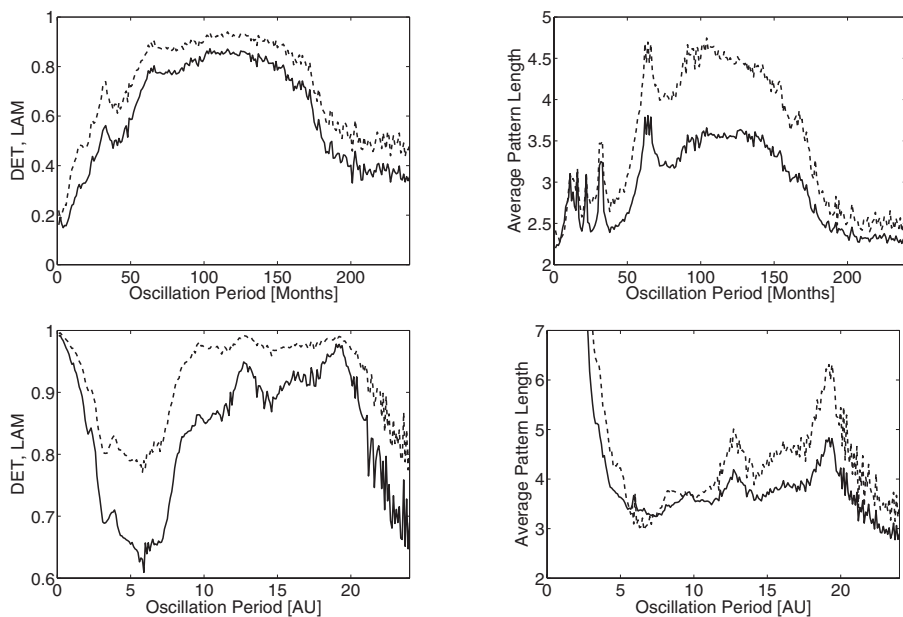 1
0.8
0.6
0.4
0.2
0
DET, LAM
0 50 100 150 200
Oscillation Period [Months]
5
4.5
4
3.5
3
2.5
2
Average Pattern Length
0 50 100 150 200
Oscillation Period [Months]
1
0.9
0.8
0.7
0.6
DET, LAM
0 5 10 15 20
Oscillation Period [AU]
7
6
5
4
3
2
Average Pattern Length
0 5 10 15 20
Oscillation Period [AU]